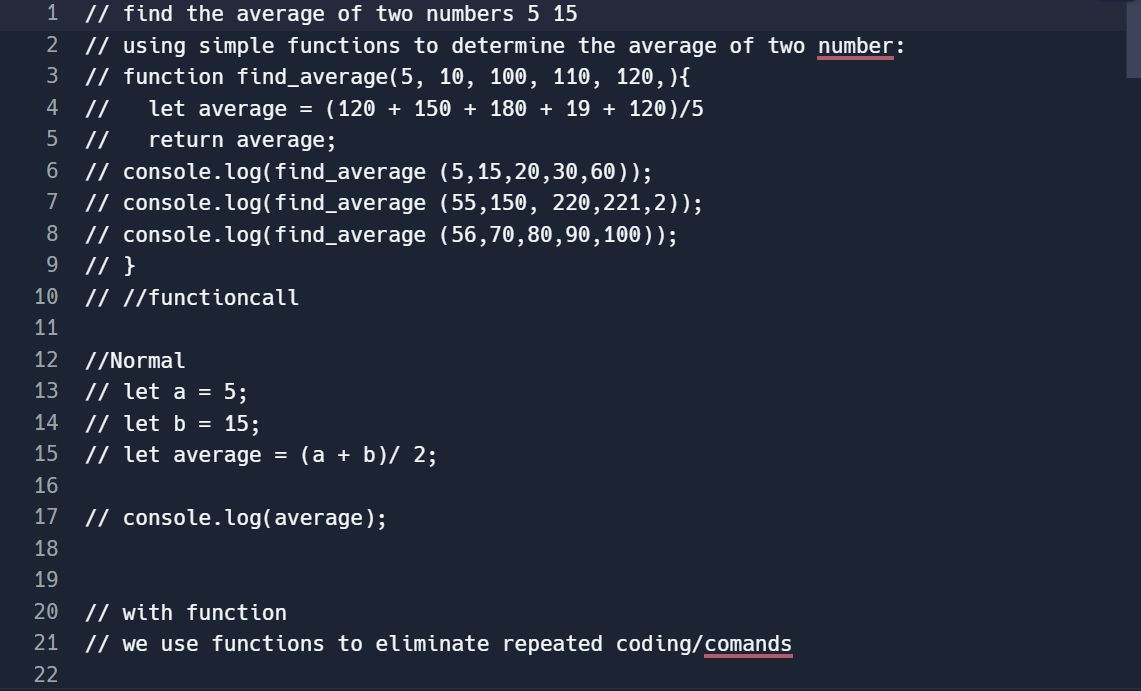 1 // find the average of two numbers 5 15
2 // using simple functions to determine the average of two number:
3 // function find_average(5, 10, 100, 110, 120,){
4 //   let average = (120 + 150 + 180 + 19 + 120)/5
5 //   return average;
6 // console.log(find_average (5,15,20,30,60));
7 // console.log(find_average (55,150, 220,221,2));
8 // console.log(find_average (56,70,80,90,100));
9 // }
10 // //functioncall
11
12 //Normal
13 // let a = 5;
14 // let b = 15;
15 // let average = (a + b)/ 2;
16
17 // console.log(average);
18
19
20 // with function
21 // we use functions to eliminate repeated coding/comands
22